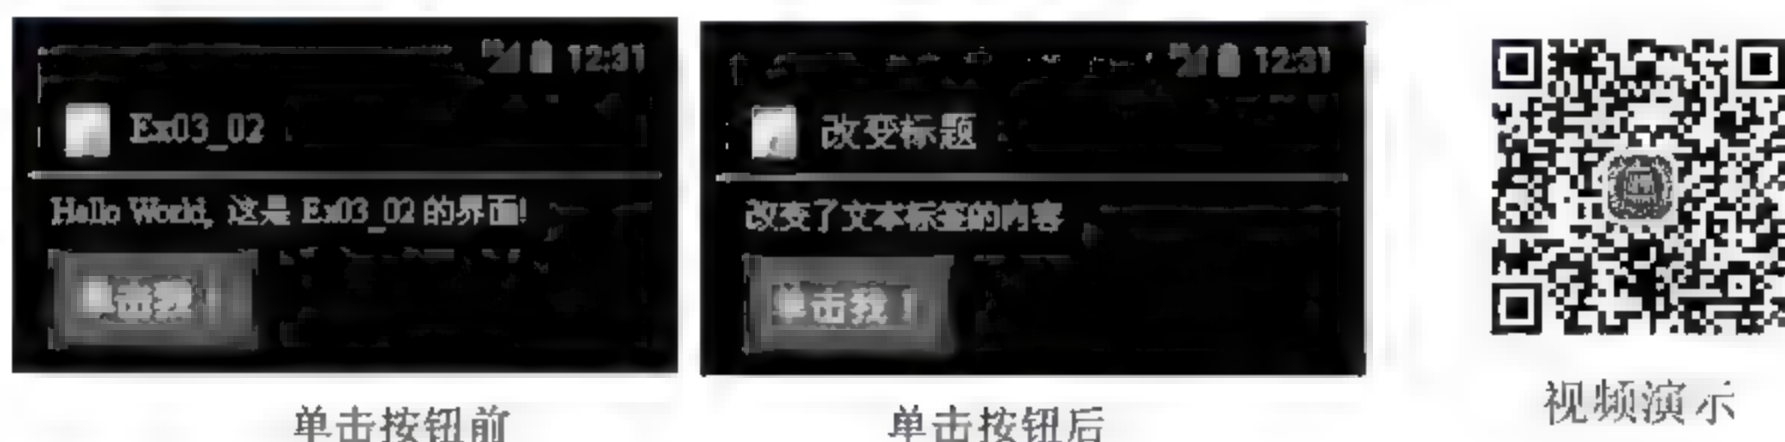 12:31
Ex03_02
Hello World, 这是 Ex03_02 的界面!
单击我!
单击按钮前
12:31
改变标题
改变了文本标签的内容
单击我!
单击按钮后
视频演示